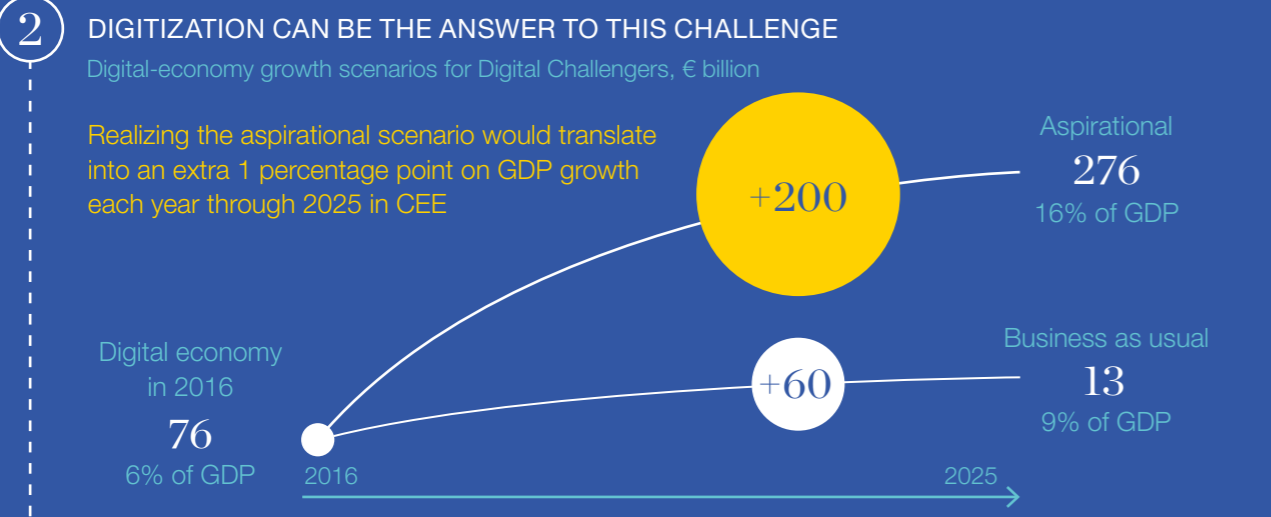 2
DIGITIZATION CAN BE THE ANSWER TO THIS CHALLENGE
Digital-economy growth scenarios for Digital Challengers, € billion
Realizing the aspirational scenario would translate
into an extra 1 percentage point on GDP growth
each year through 2025 in CEE
+200
Aspirational
276
16% of GDP
Digital economy
in 2016
76
6% of GDP
+60
Business as usual
13
9% of GDP
2016
2025